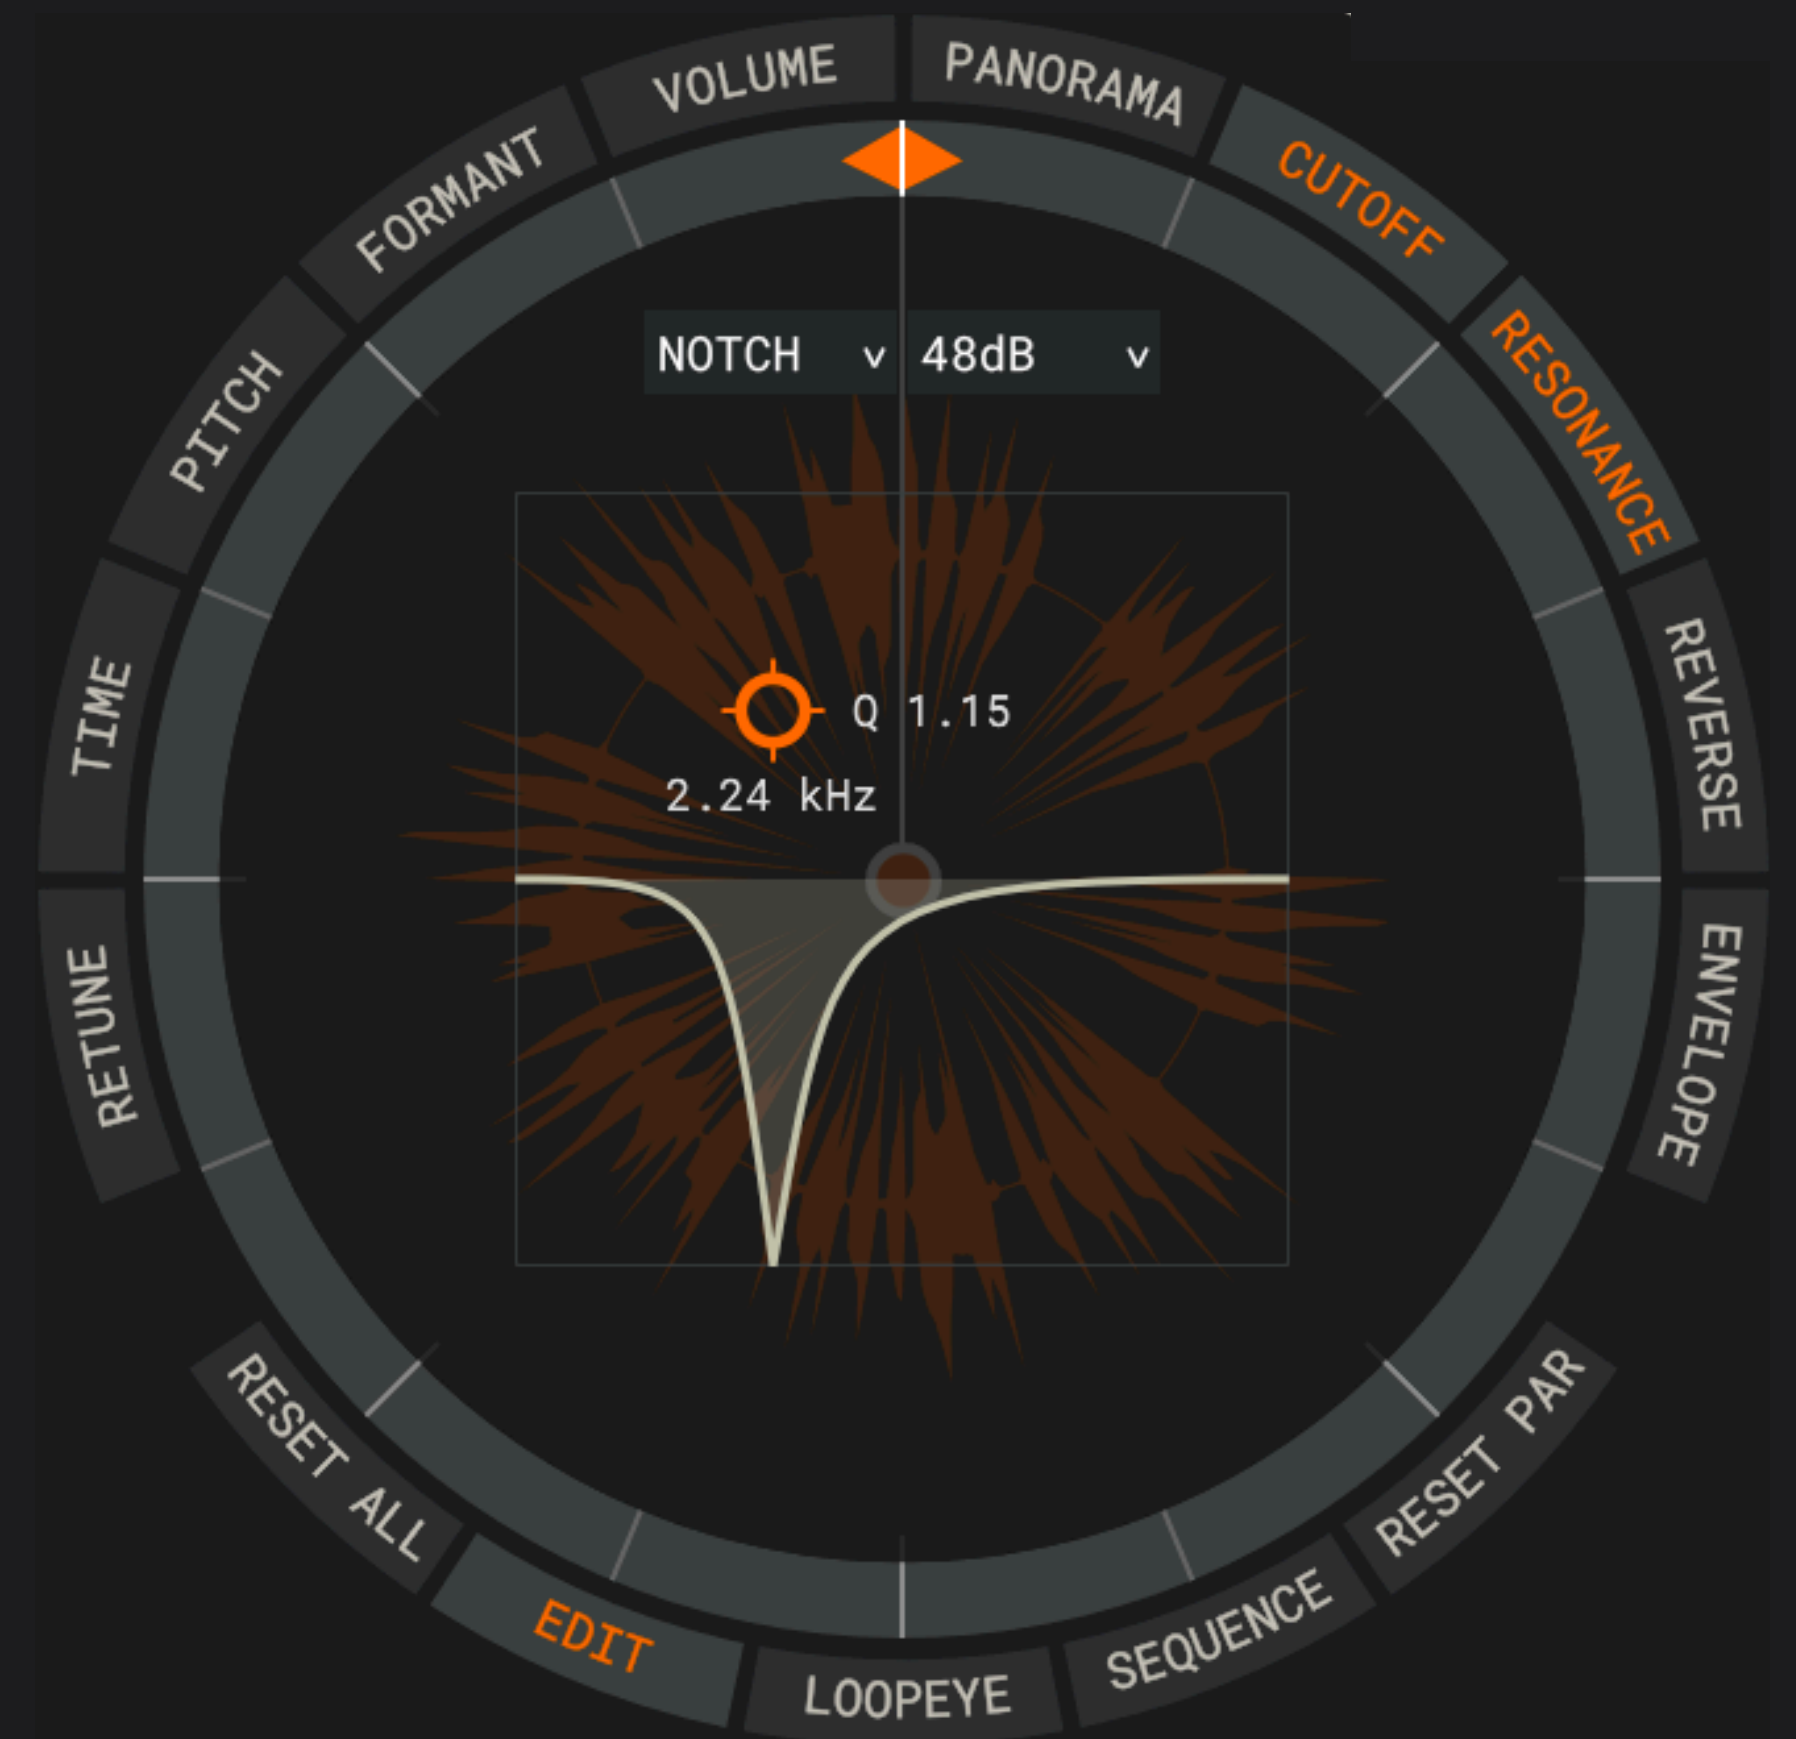 VOLUME
PANORAMA
FORMANT
CUTOFF
PITCH
RESONANCE
NOTCH v 48dB v
TIME
REVERSE
Q 1.15
2.24 kHz
RETUNE
ENVELOPE
RESET ALL
RESET PAR
EDIT
LOOPEYE
SEQUENCE